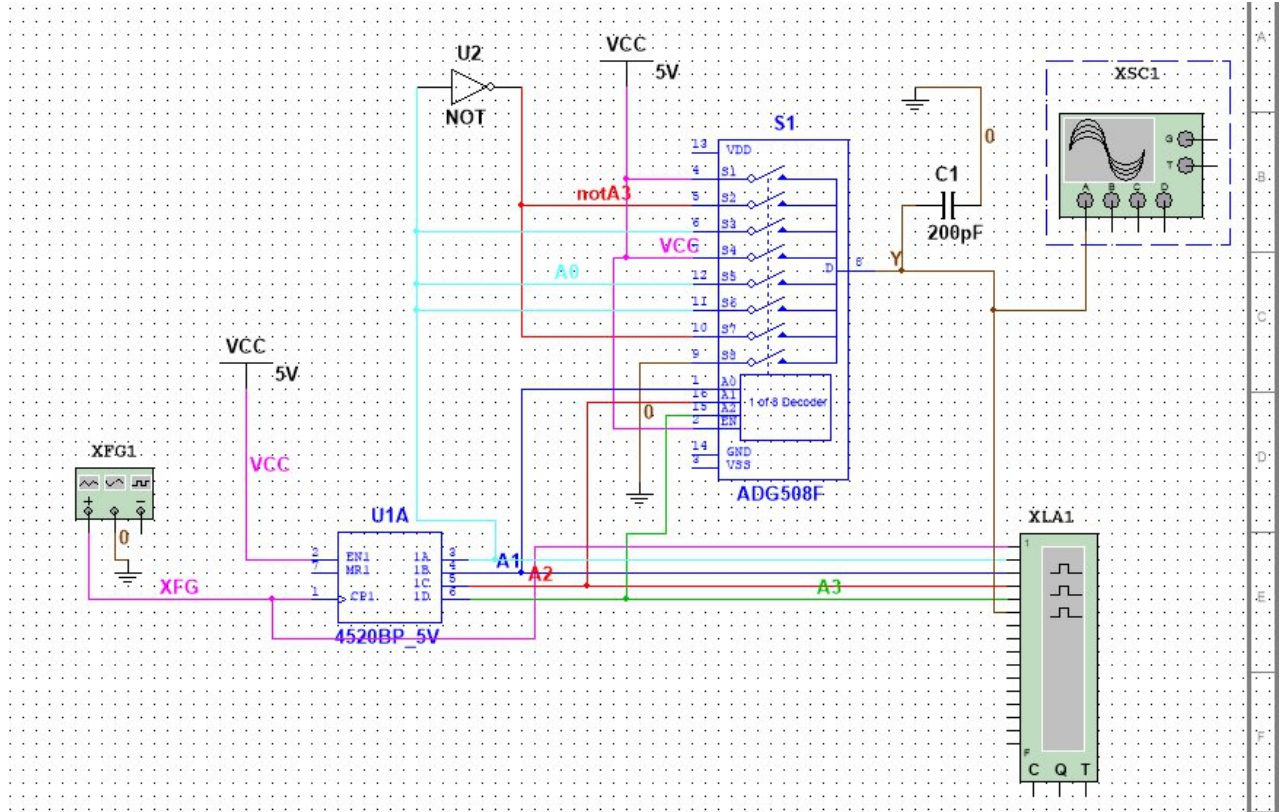 U2
NOT
VCC
5V
S1
XSC1
G
T
A B C D
C1
200pF
0
notA3
VCC
A0
Y
13 VDD
4 S1
5 S2
6 S3
S4
12 S5
11 S6
10 S7
9 S8
D
1 A0
16 A1
15 A2
2 EN
1 of 8 Decoder
14 GND
3 VSS
ADG508F
0
VCC
5V
VCC
XFG1
+
0
XFG
U1A
2 EN1 1A 3
7 MR1 1B 4
1C 5
1 CP1 1D 6
4520BP_5V
A1
A2
A3
XLA1
1
F
C Q T
A
B
C
D
E
F